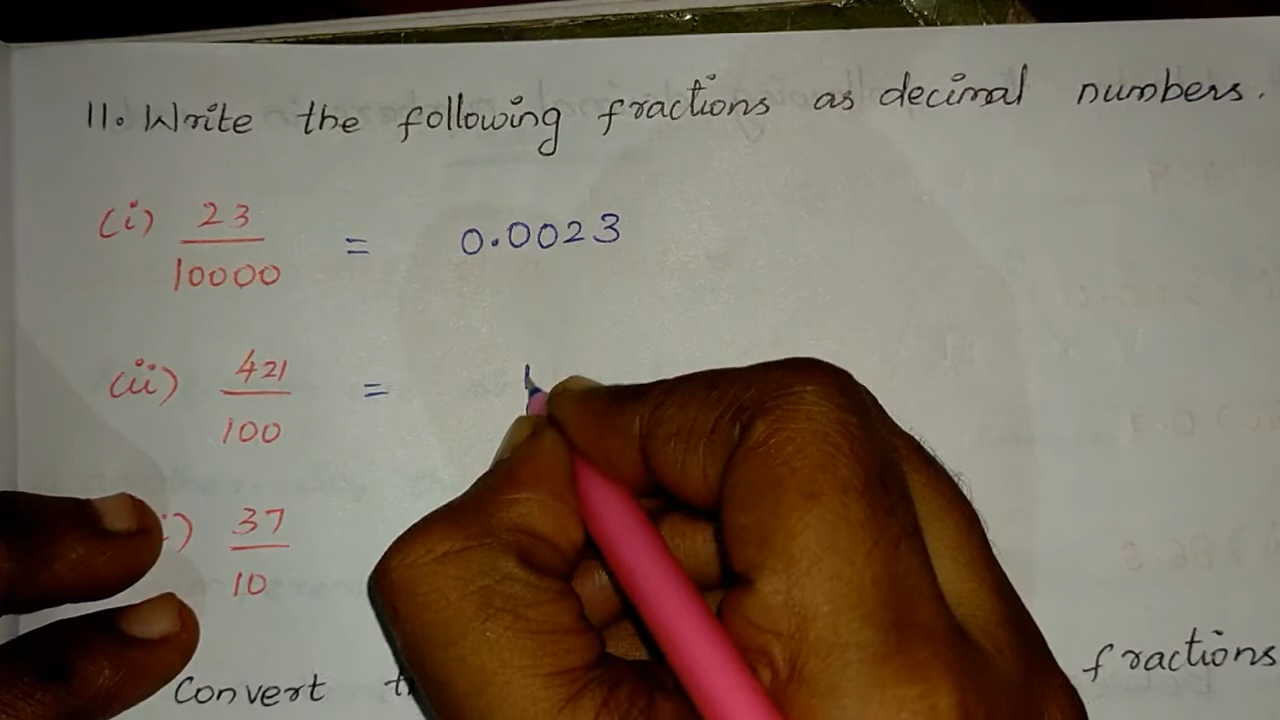 11. Write the following fractions as decimal numbers.
(i) 23/10000 = 0.0023
(ii) 421/100 =
) 37/10
Convert
fractions